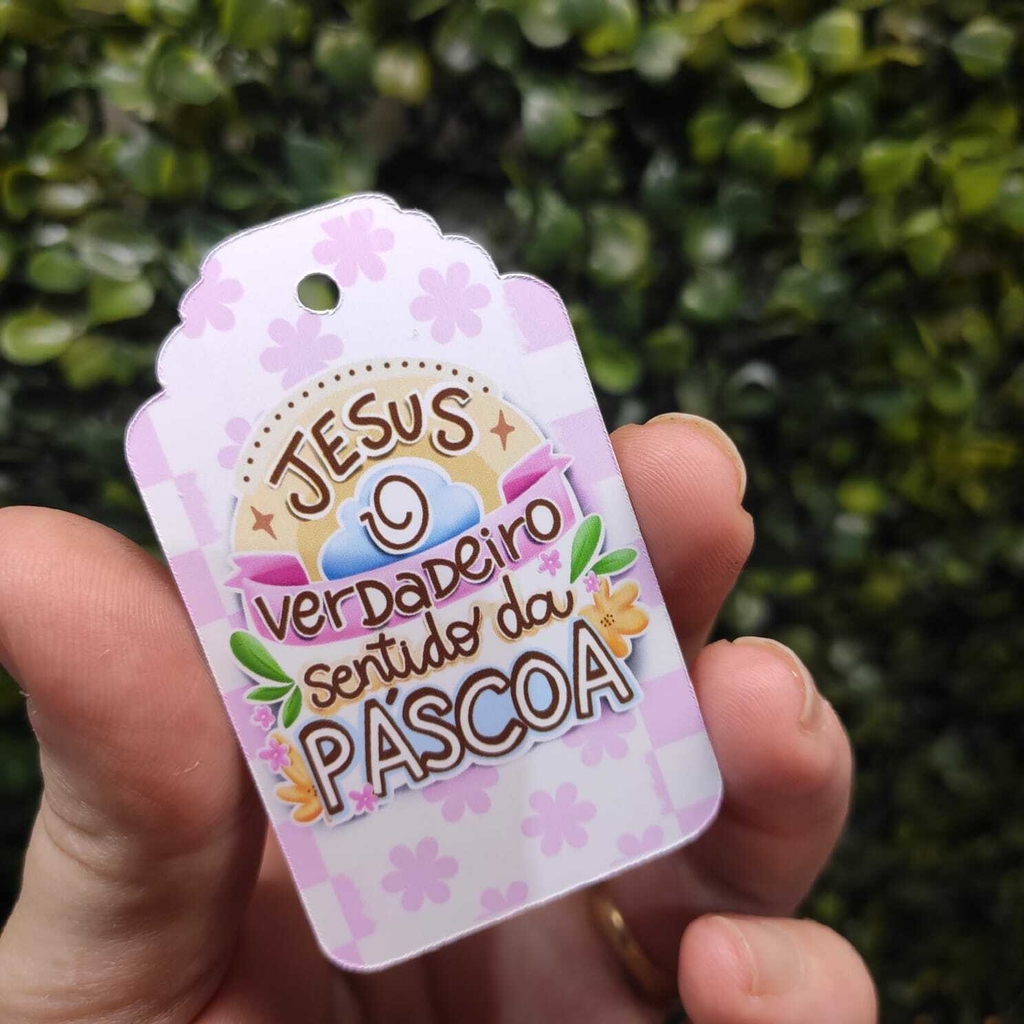 JESUS
O
VerDaDeiro
sentido da
PÁSCOA